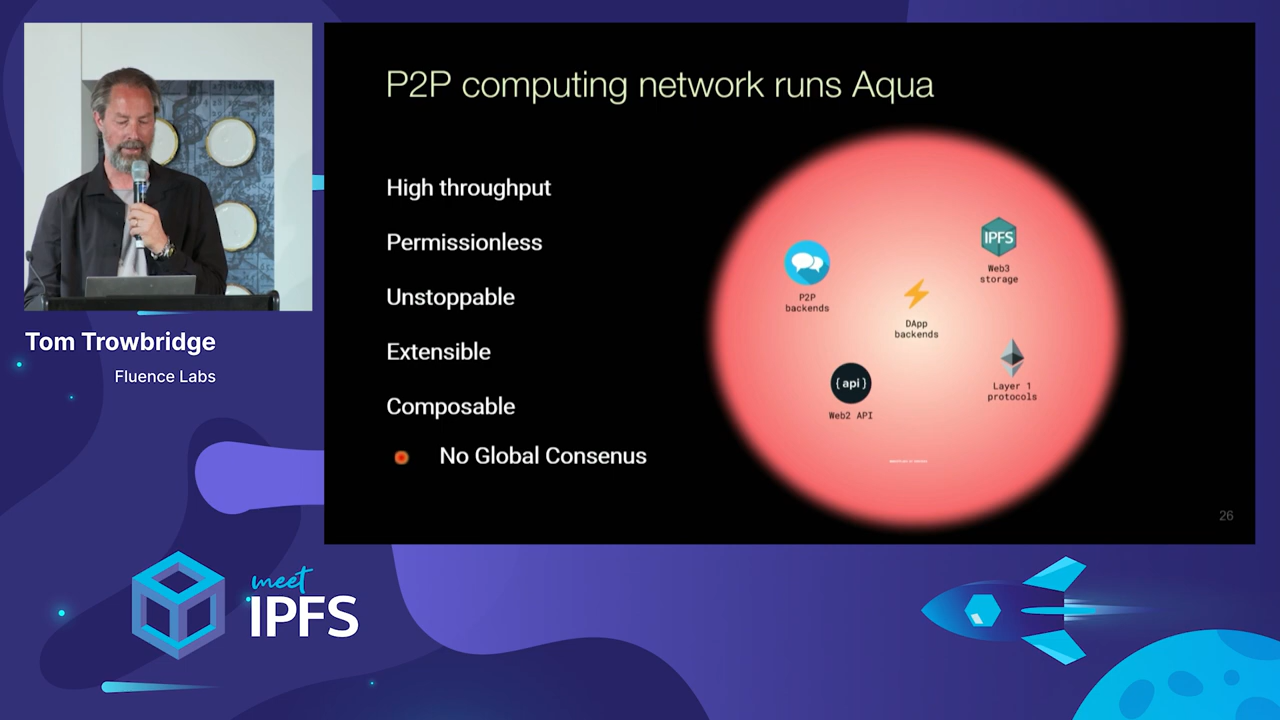 P2P computing network runs Aqua
High throughput
Permissionless
Unstoppable
Extensible
Composable
No Global Consenus
P2P
backends
IPFS
Web3
storage
DApp
backends
{api}
Web2 API
Layer 1
protocols
26
Tom Trowbridge
Fluence Labs
meet
IPFS